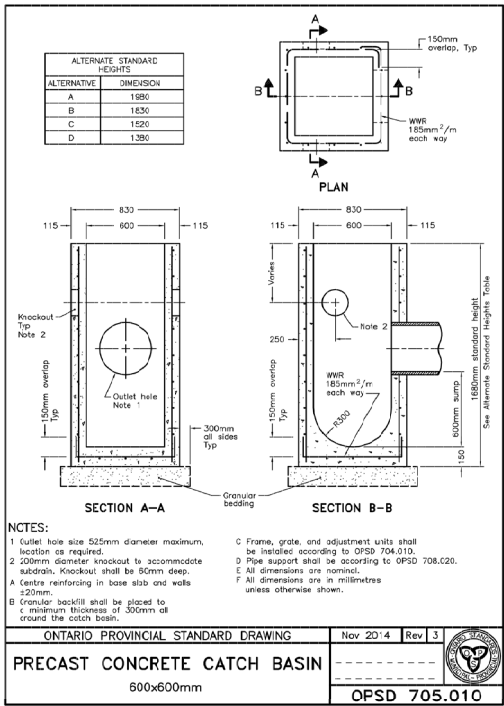 ALTERNATE STANDARD
HEIGHTS
ALTERNATIVE DIMENSION
A 1980
B 1830
C 1520
D 1380
A
150mm
overlap, Typ
B B
WWR
185mm²/m
each way
A
PLAN
830
115 600 115
Knockout
Typ
Note 2
Outlet hole
Note 1
150mm overlap
Typ
300mm
all sides
Typ
SECTION A–A
Granular
bedding
830
115 600 115
Varies
Note 2
250
WWR
185mm²/m
each way
R300
150mm overlap
Typ
600mm sump
150
1680mm standard height
See Alternate Standard Heights Table
SECTION B–B
NOTES:
1 Outlet hole size 525mm diameter maximum,
location as required.
2 200mm diameter knockout to accommodate
subdrain. Knockout shall be 60mm deep.
A Centre reinforcing in base slab and walls
±20mm.
B Granular backfill shall be placed to
a minimum thickness of 300mm all
around the catch basin.
C Frame, grate, and adjustment units shall
be installed according to OPSD 704.010.
D Pipe support shall be according to OPSD 708.020.
E All dimensions are nominal.
F All dimensions are in millimetres
unless otherwise shown.
ONTARIO PROVINCIAL STANDARD DRAWING
Nov 2014 Rev 3
PRECAST CONCRETE CATCH BASIN
600x600mm
OPSD 705.010